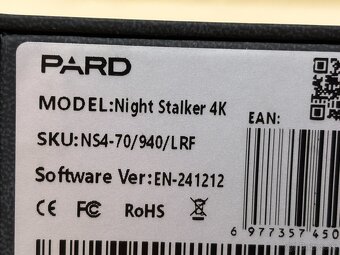 PARD
MODEL:Night Stalker 4K
EAN:
SKU:NS4-70/940/LRF
Software Ver:EN-241212
CE FC RoHS
6 977357 450